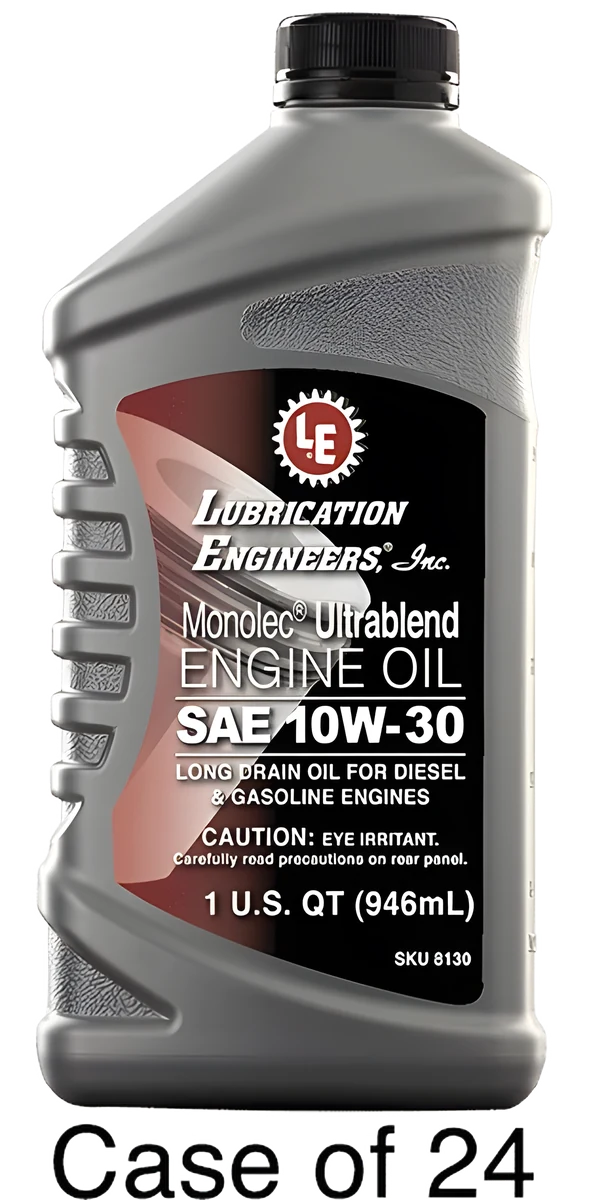 LE
LUBRICATION
ENGINEERS,® Inc.
Monolec® Ultrablend
ENGINE OIL
SAE 10W-30
LONG DRAIN OIL FOR DIESEL
& GASOLINE ENGINES
CAUTION: EYE IRRITANT.
Carefully read precautions on rear panel.
1 U.S. QT (946mL)
SKU 8130
Case of 24